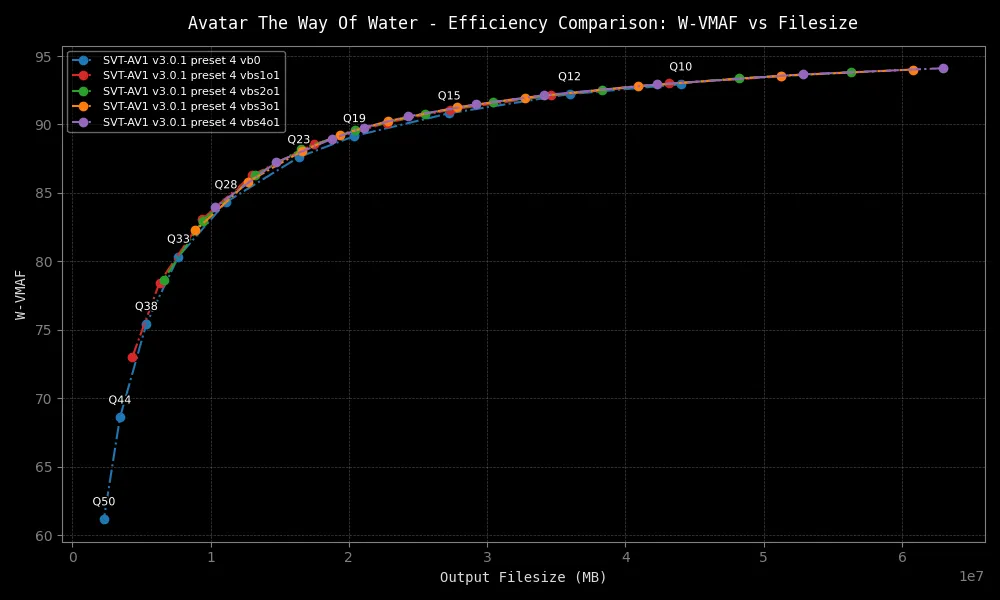 Avatar The Way Of Water - Efficiency Comparison: W-VMAF vs Filesize
SVT-AV1 v3.0.1 preset 4 vb0
SVT-AV1 v3.0.1 preset 4 vbs1o1
SVT-AV1 v3.0.1 preset 4 vbs2o1
SVT-AV1 v3.0.1 preset 4 vbs3o1
SVT-AV1 v3.0.1 preset 4 vbs4o1
95
90
85
80
75
70
65
60
W-VMAF
Q10
Q12
Q15
Q19
Q23
Q28
Q33
Q38
Q44
Q50
0 1 2 3 4 5 6
1e7
Output Filesize (MB)